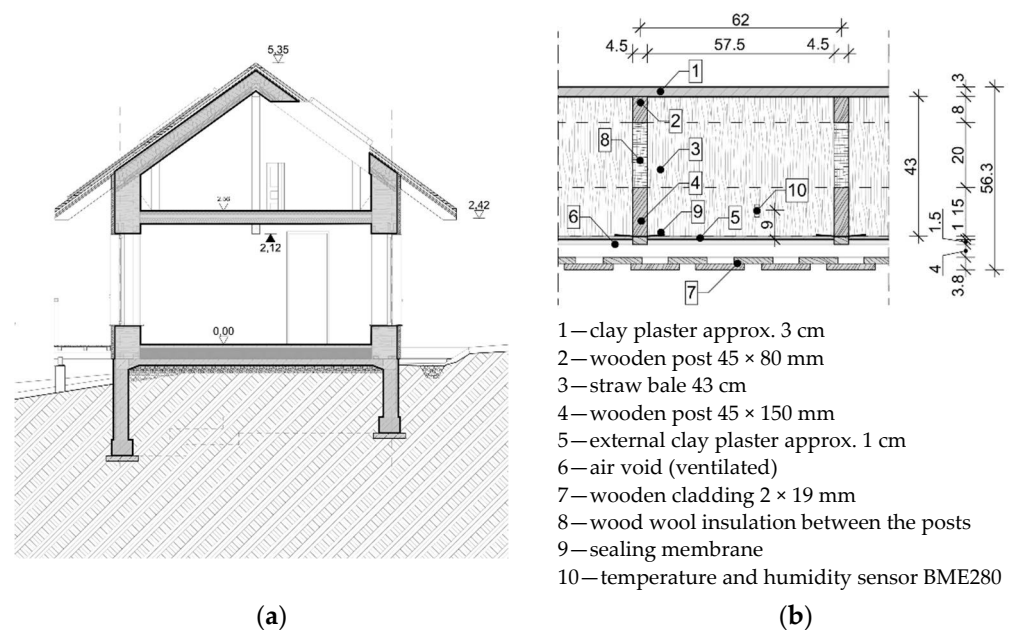 5,35
2,42
2,12
0,00
62
4.5
57.5
4.5
1
2
8
3
4
10
9
5
6
9
7
3
8
20
15
1
1.5
4
3.8
43
56.3
1—clay plaster approx. 3 cm
2—wooden post 45 × 80 mm
3—straw bale 43 cm
4—wooden post 45 × 150 mm
5—external clay plaster approx. 1 cm
6—air void (ventilated)
7—wooden cladding 2 × 19 mm
8—wood wool insulation between the posts
9—sealing membrane
10—temperature and humidity sensor BME280
(a)
(b)